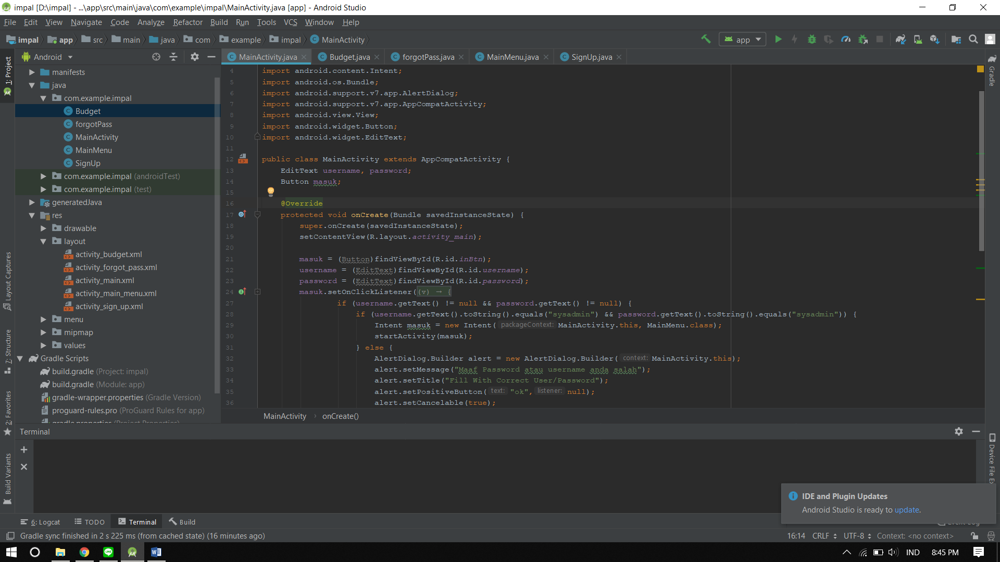 impal [D:\impal] - ...\app\src\main\java\com\example\impal\MainActivity.java [app] - Android Studio
File Edit View Navigate Code Analyze Refactor Build Run Tools VCS Window Help
impal app src main java com example impal MainActivity app
1: Project
Android
MainActivity.java Budget.java forgotPass.java MainMenu.java SignUp.java
Gradle
manifests
java
com.example.impal
Budget
forgotPass
MainActivity
MainMenu
SignUp
com.example.impal (androidTest)
com.example.impal (test)
generatedJava
res
drawable
layout
activity_budget.xml
activity_forgot_pass.xml
activity_main.xml
activity_main_menu.xml
activity_sign_up.xml
menu
mipmap
values
Gradle Scripts
build.gradle (Project: impal)
build.gradle (Module: app)
gradle-wrapper.properties (Gradle Version)
proguard-rules.pro (ProGuard Rules for app)
gradle.properties (Project Properties)
Layout Captures
7: Structure
2: Favorites
Build Variants
4 import android.content.Intent;
5 import android.os.Bundle;
6 import android.support.v7.app.AlertDialog;
7 import android.support.v7.app.AppCompatActivity;
8 import android.view.View;
9 import android.widget.Button;
10 import android.widget.EditText;
11
12 public class MainActivity extends AppCompatActivity {
13 EditText username, password;
14 Button masuk;
15
16 @Override
17 protected void onCreate(Bundle savedInstanceState) {
18 super.onCreate(savedInstanceState);
19 setContentView(R.layout.activity_main);
20
21 masuk = (Button)findViewById(R.id.inBtn);
22 username = (EditText)findViewById(R.id.username);
23 password = (EditText)findViewById(R.id.password);
24 masuk.setOnClickListener((v) → {
27 if (username.getText() != null && password.getText() != null) {
28 if (username.getText().toString().equals("sysadmin") && password.getText().toString().equals("sysadmin")) {
29 Intent masuk = new Intent( packageContext: MainActivity.this, MainMenu.class);
30 startActivity(masuk);
31 } else {
32 AlertDialog.Builder alert = new AlertDialog.Builder( context: MainActivity.this);
33 alert.setMessage("Maaf Password atau username anda salah");
34 alert.setTitle("Fill With Correct User/Password");
35 alert.setPositiveButton( text: "ok", listener: null);
36 alert.setCancelable(true);
MainActivity › onCreate()
Terminal
Device File Ex
IDE and Plugin Updates
Android Studio is ready to update.
6: Logcat TODO Terminal Build Event Log
Gradle sync finished in 2 s 225 ms (from cached state) (16 minutes ago)
16:14 CRLF UTF-8 Context: <no context>
IND 8:45 PM